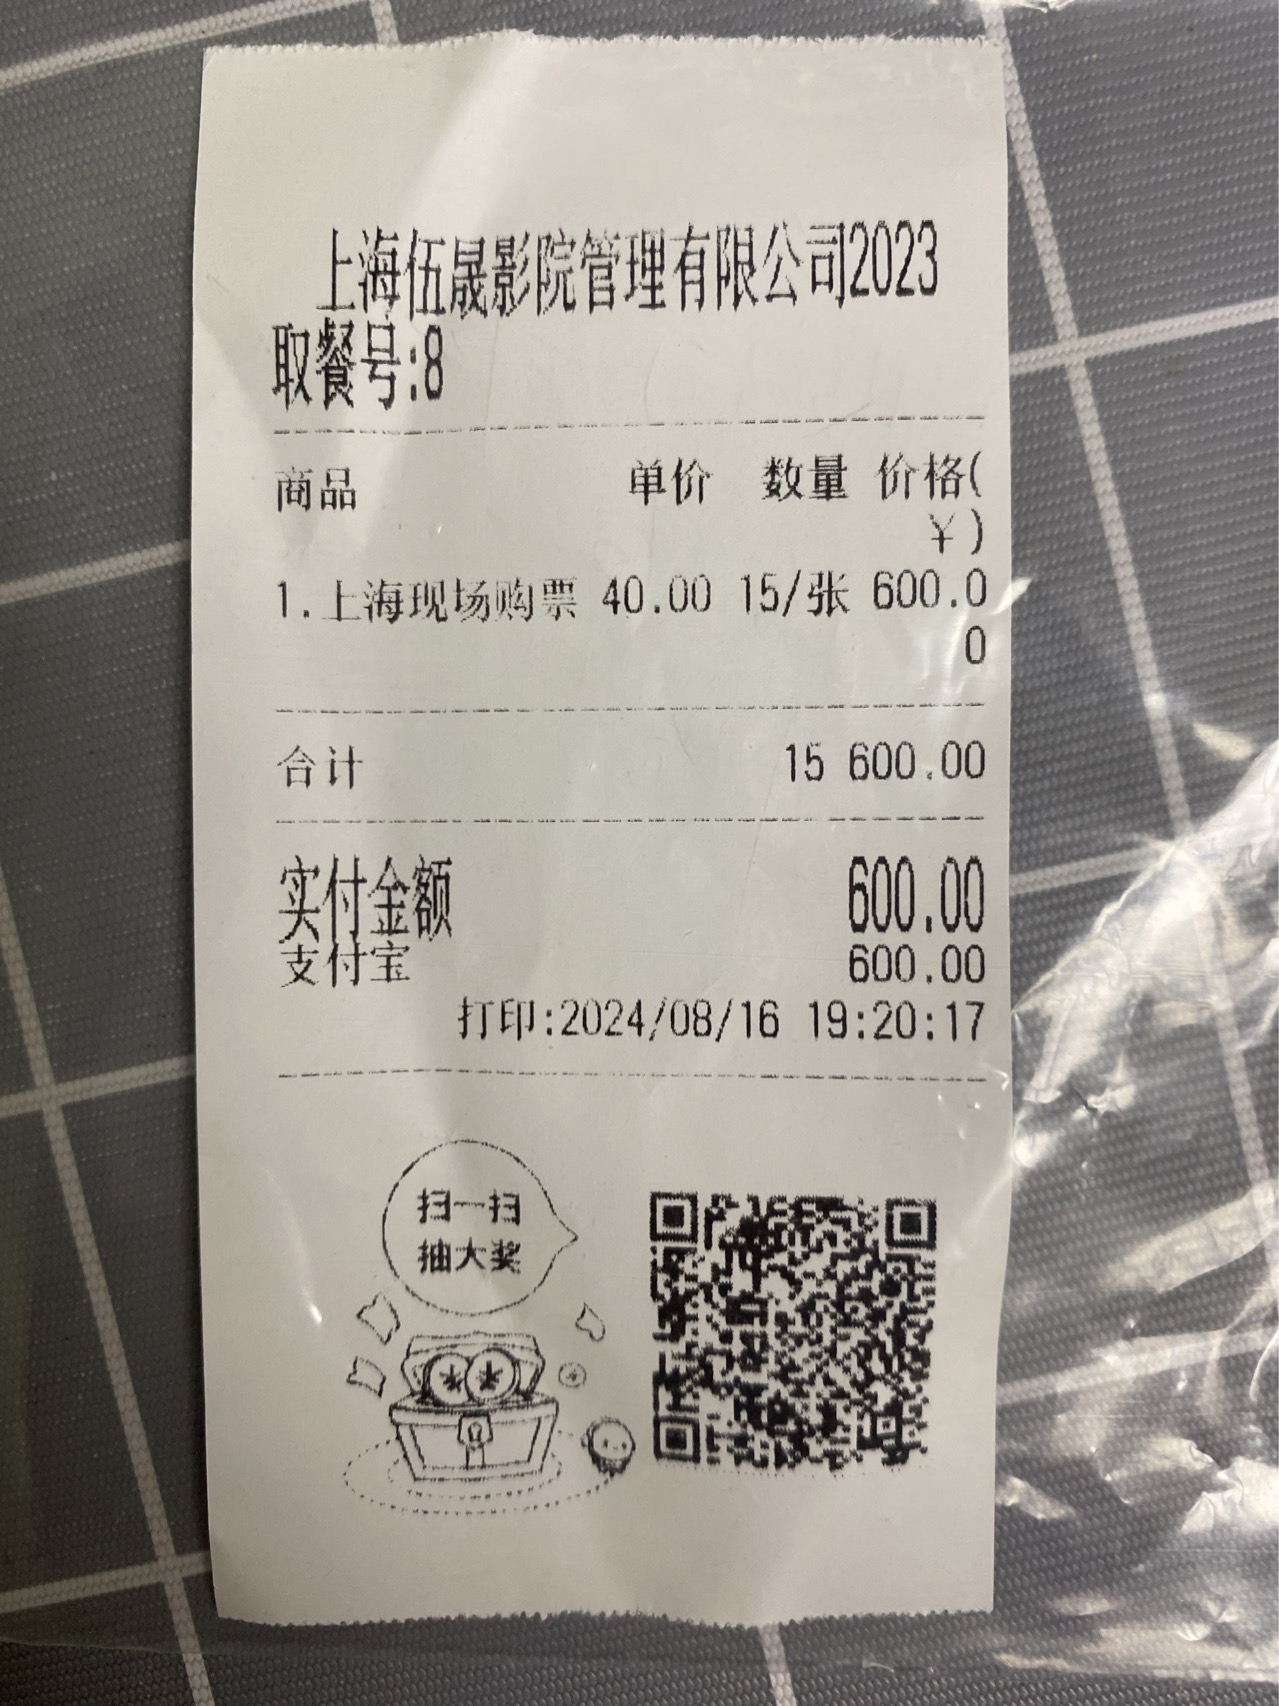 上海伍晟影院管理有限公司2023
取餐号:8
商品 单价 数量 价格(
￥)
1.上海现场购票 40.00 15/张 600.0
0
合计 15 600.00
实付金额 600.00
支付宝 600.00
打印:2024/08/16 19:20:17
扫一扫
抽大奖